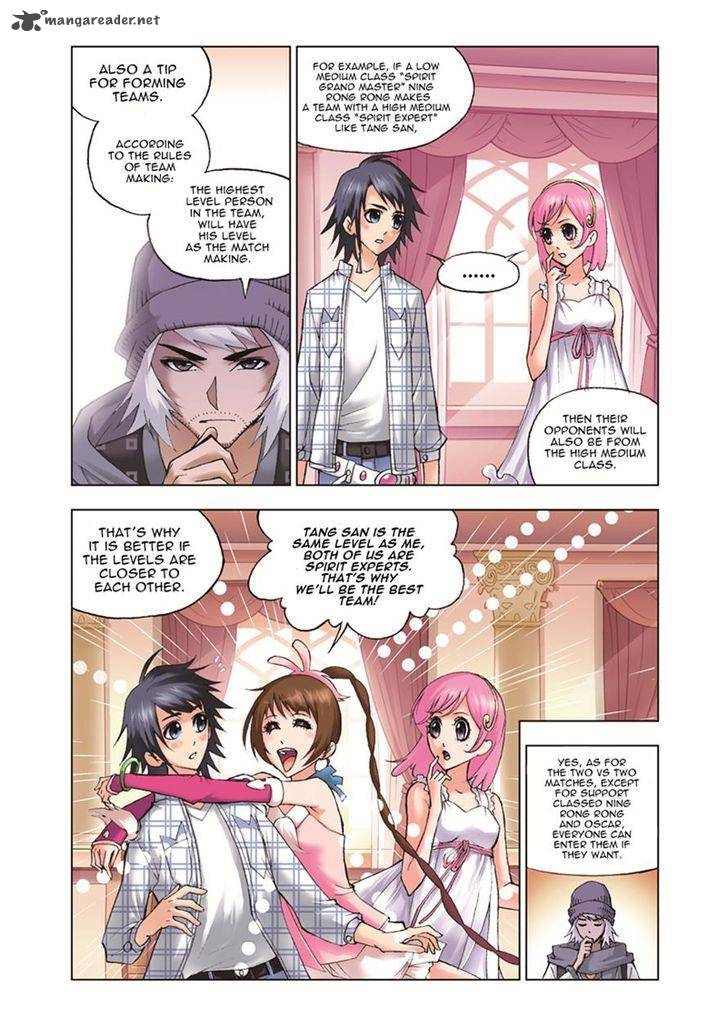 mangareader.net
ALSO A TIP
FOR FORMING
TEAMS.
ACCORDING
TO THE RULES
OF TEAM
MAKING:
THE HIGHEST
LEVEL PERSON
IN THE TEAM,
WILL HAVE
HIS LEVEL
AS THE MATCH
MAKING.
FOR EXAMPLE, IF A LOW
MEDIUM CLASS "SPIRIT
GRAND MASTER" NING
RONG RONG MAKES
A TEAM WITH A HIGH MEDIUM
CLASS "SPIRIT EXPERT"
LIKE TANG SAN,
......
THEN THEIR
OPPONENTS WILL
ALSO BE FROM
THE HIGH MEDIUM
CLASS.
THAT'S WHY
IT IS BETTER IF
THE LEVELS ARE
CLOSER TO
EACH OTHER.
TANG SAN IS THE
SAME LEVEL AS ME,
BOTH OF US ARE
SPIRIT EXPERTS.
THAT'S WHY
WE'LL BE THE BEST
TEAM!
YES, AS FOR
THE TWO VS TWO
MATCHES, EXCEPT
FOR SUPPORT
CLASSED NING
RONG RONG
AND OSCAR,
EVERYONE CAN
ENTER THEM IF
THEY WANT.